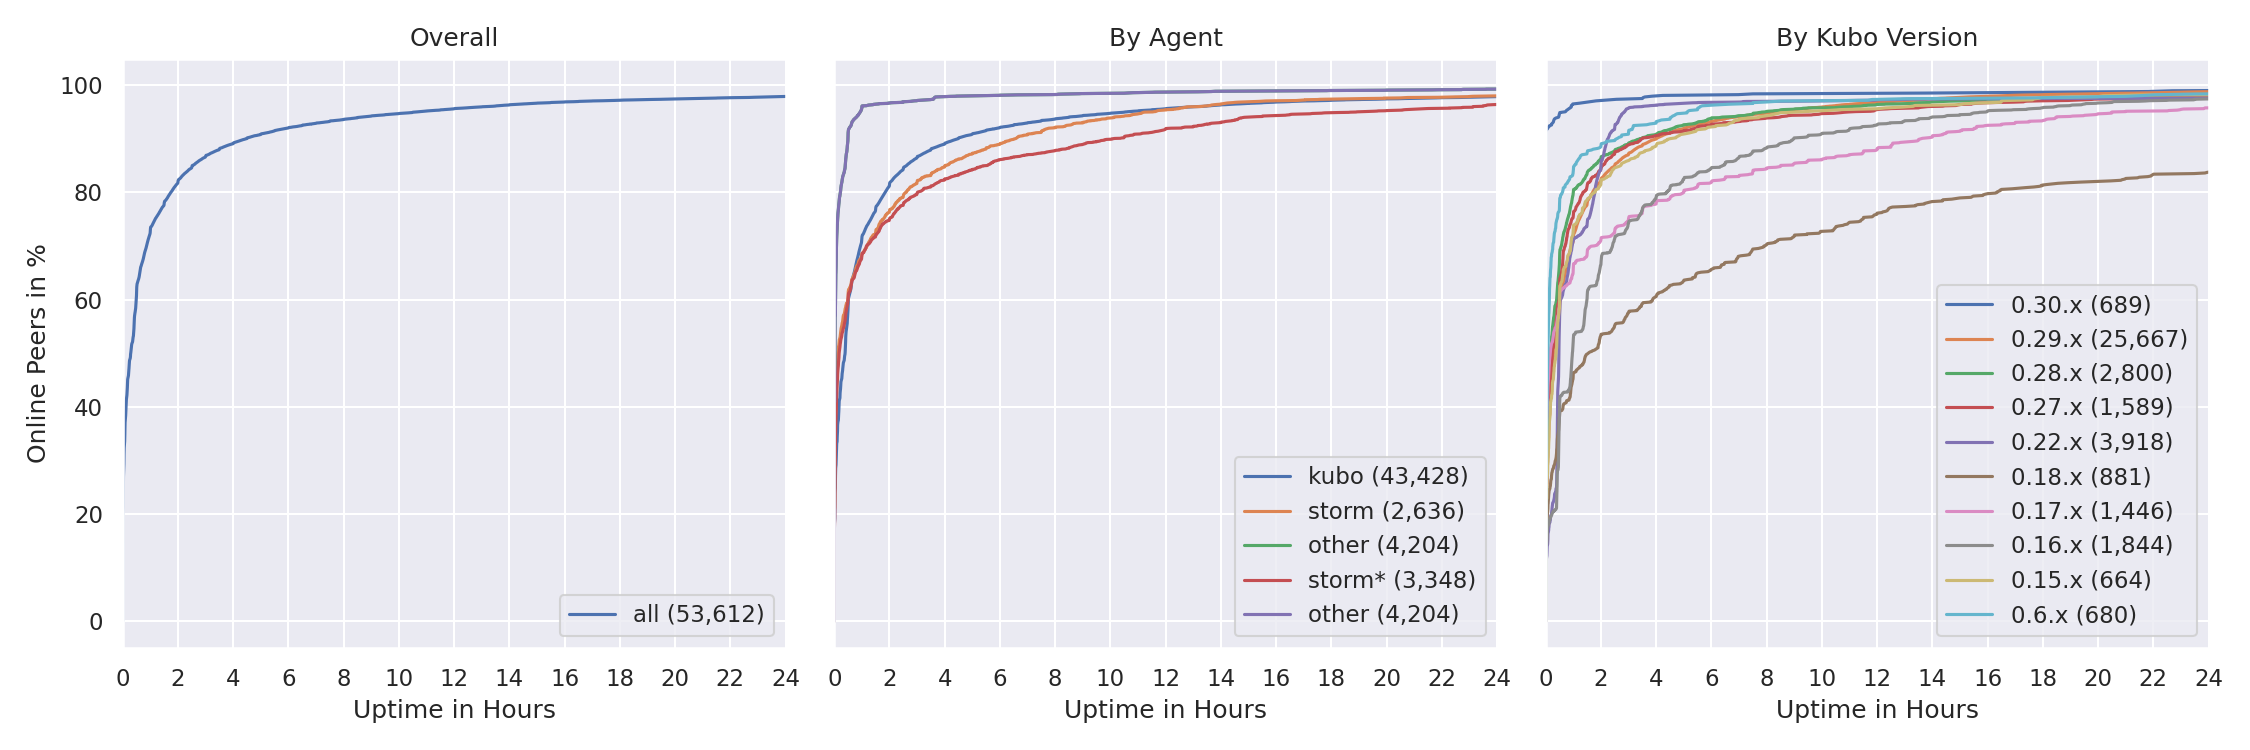 Overall
By Agent
By Kubo Version
Online Peers in %
100
80
60
40
20
0
all (53,612)
0 2 4 6 8 10 12 14 16 18 20 22 24
Uptime in Hours
kubo (43,428)
storm (2,636)
other (4,204)
storm* (3,348)
other (4,204)
0 2 4 6 8 10 12 14 16 18 20 22 24
Uptime in Hours
0.30.x (689)
0.29.x (25,667)
0.28.x (2,800)
0.27.x (1,589)
0.22.x (3,918)
0.18.x (881)
0.17.x (1,446)
0.16.x (1,844)
0.15.x (664)
0.6.x (680)
0 2 4 6 8 10 12 14 16 18 20 22 24
Uptime in Hours